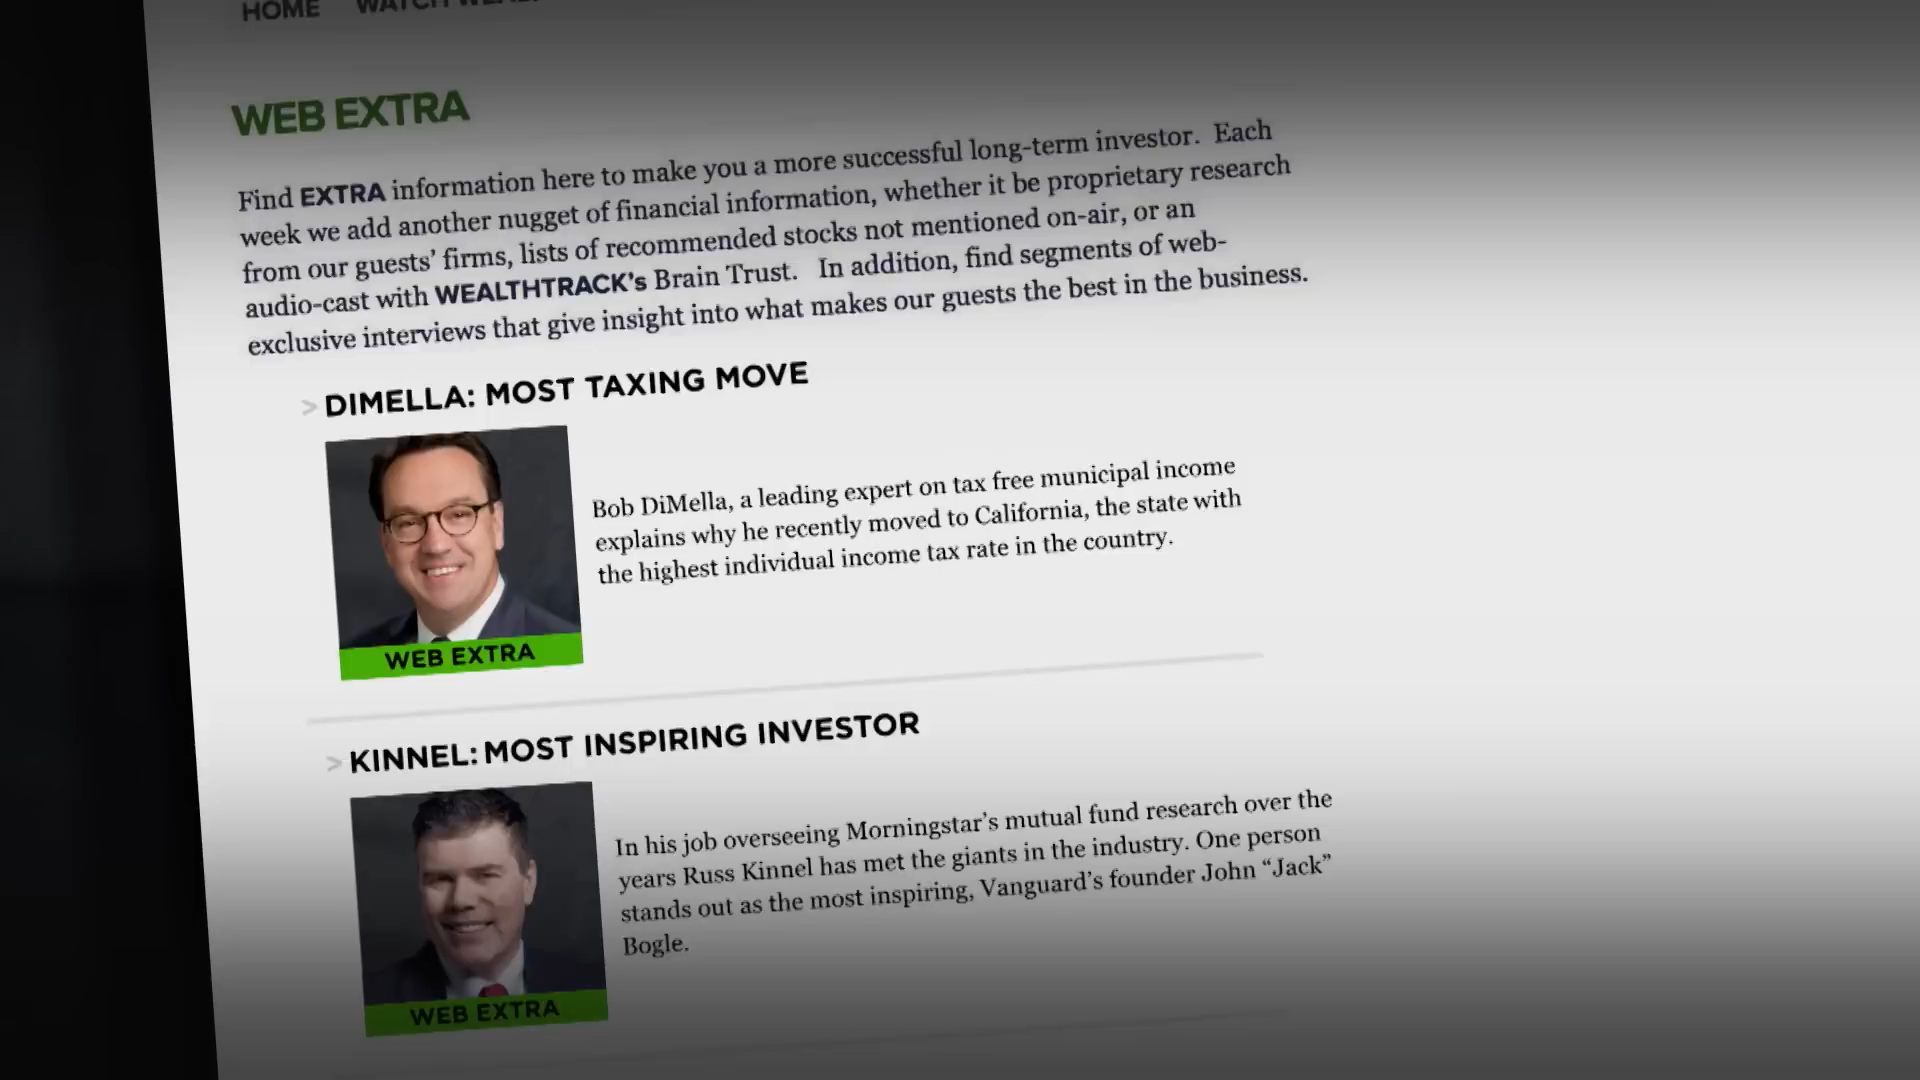 HOME
WEB EXTRA
Find EXTRA information here to make you a more successful long-term investor. Each
week we add another nugget of financial information, whether it be proprietary research
from our guests’ firms, lists of recommended stocks not mentioned on-air, or an
audio-cast with WEALTHTRACK’s Brain Trust. In addition, find segments of web-
exclusive interviews that give insight into what makes our guests the best in the business.
> DIMELLA: MOST TAXING MOVE
Bob DiMella, a leading expert on tax free municipal income
explains why he recently moved to California, the state with
the highest individual income tax rate in the country.
WEB EXTRA
> KINNEL: MOST INSPIRING INVESTOR
In his job overseeing Morningstar’s mutual fund research over the
years Russ Kinnel has met the giants in the industry. One person
stands out as the most inspiring, Vanguard’s founder John “Jack”
Bogle.
WEB EXTRA